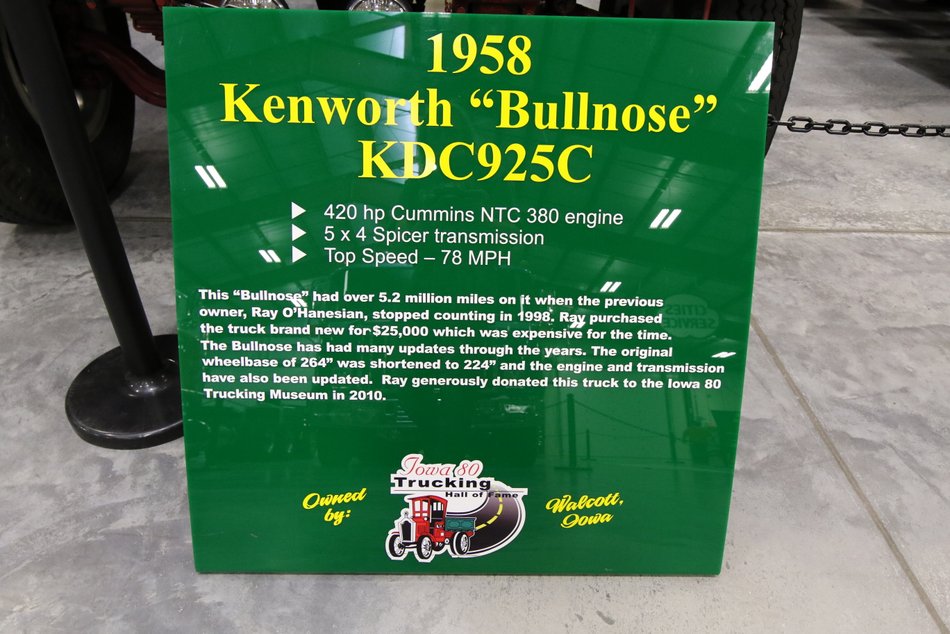 1958
Kenworth “Bullnose”
KDC925C
420 hp Cummins NTC 380 engine
5 x 4 Spicer transmission
Top Speed – 78 MPH
This “Bullnose” had over 5.2 million miles on it when the previous
owner, Ray O’Hanesian, stopped counting in 1998. Ray purchased
the truck brand new for $25,000 which was expensive for the time.
The Bullnose has had many updates through the years. The original
wheelbase of 264” was shortened to 224” and the engine and transmission
have also been updated. Ray generously donated this truck to the Iowa 80
Trucking Museum in 2010.
Owned
by:
Iowa 80
Trucking
Hall of Fame
Walcott,
Iowa
CITIES
SERVICE